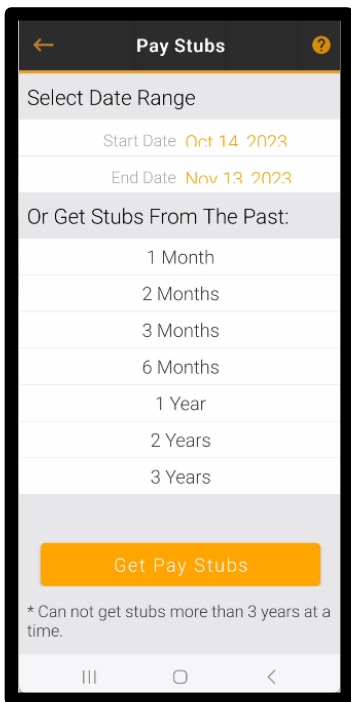 Pay Stubs ?
Select Date Range
Start Date Oct 14, 2023
End Date Nov 13, 2023
Or Get Stubs From The Past:
1 Month
2 Months
3 Months
6 Months
1 Year
2 Years
3 Years
Get Pay Stubs
* Can not get stubs more than 3 years at a
time.